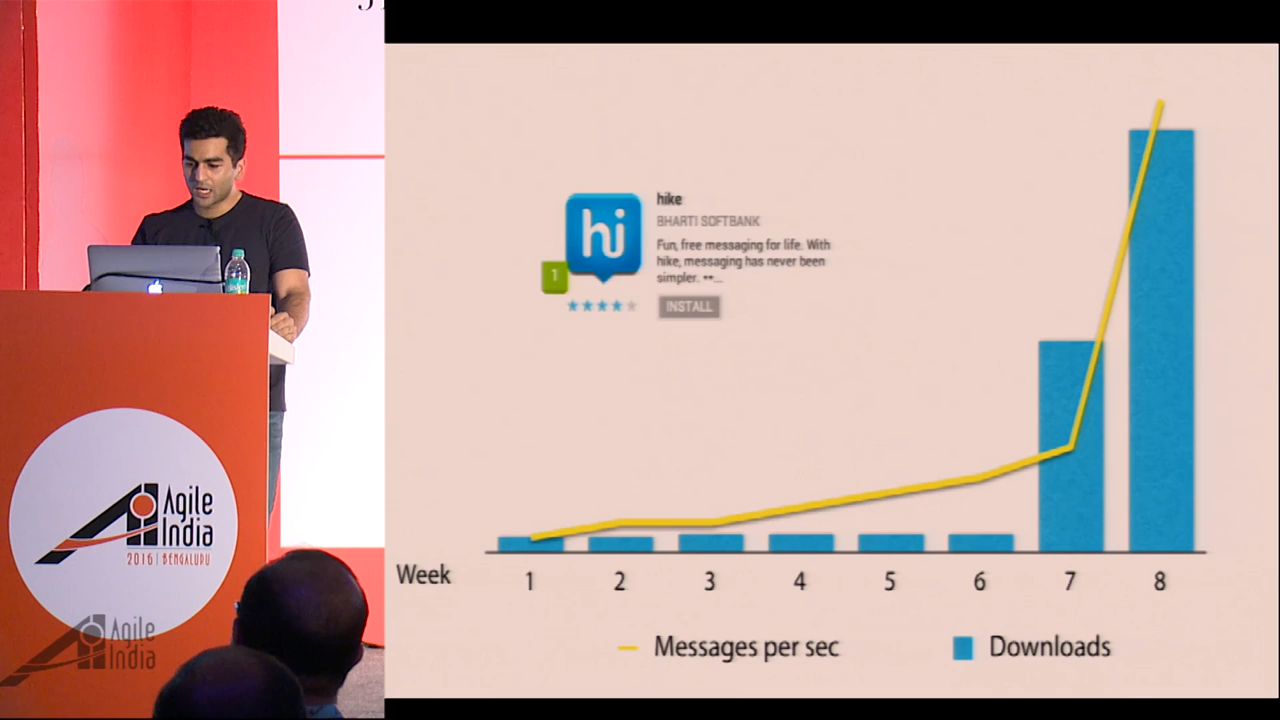 Agile
India
2016 | BENGALURU
Agile
India
hike
BHARTI SOFTBANK
Fun, free messaging for life. With
hike, messaging has never been
simpler. ••...
INSTALL
hi
1
Week 1 2 3 4 5 6 7 8
Messages per sec Downloads